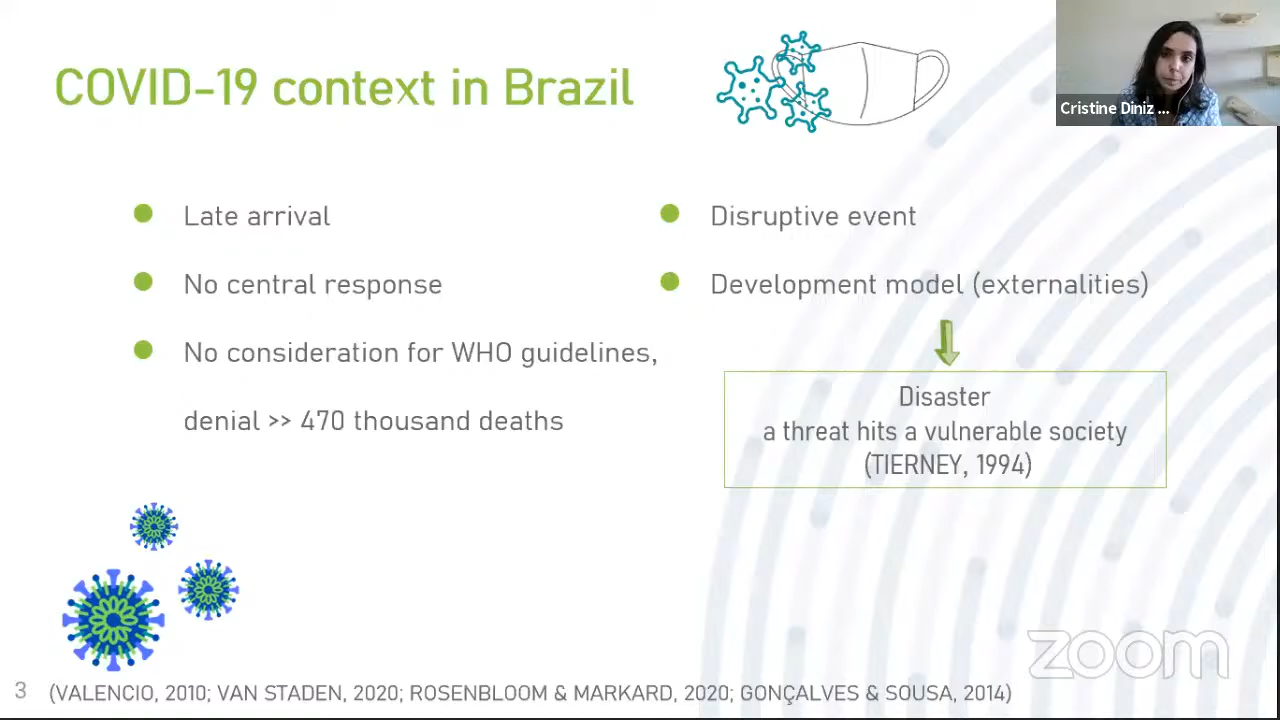 COVID-19 context in Brazil
Cristine Diniz ...
Late arrival
No central response
No consideration for WHO guidelines,
denial >> 470 thousand deaths
Disruptive event
Development model (externalities)
Disaster
a threat hits a vulnerable society
(TIERNEY, 1994)
zoom
3
(VALENCIO, 2010; VAN STADEN, 2020; ROSENBLOOM & MARKARD, 2020; GONÇALVES & SOUSA, 2014)